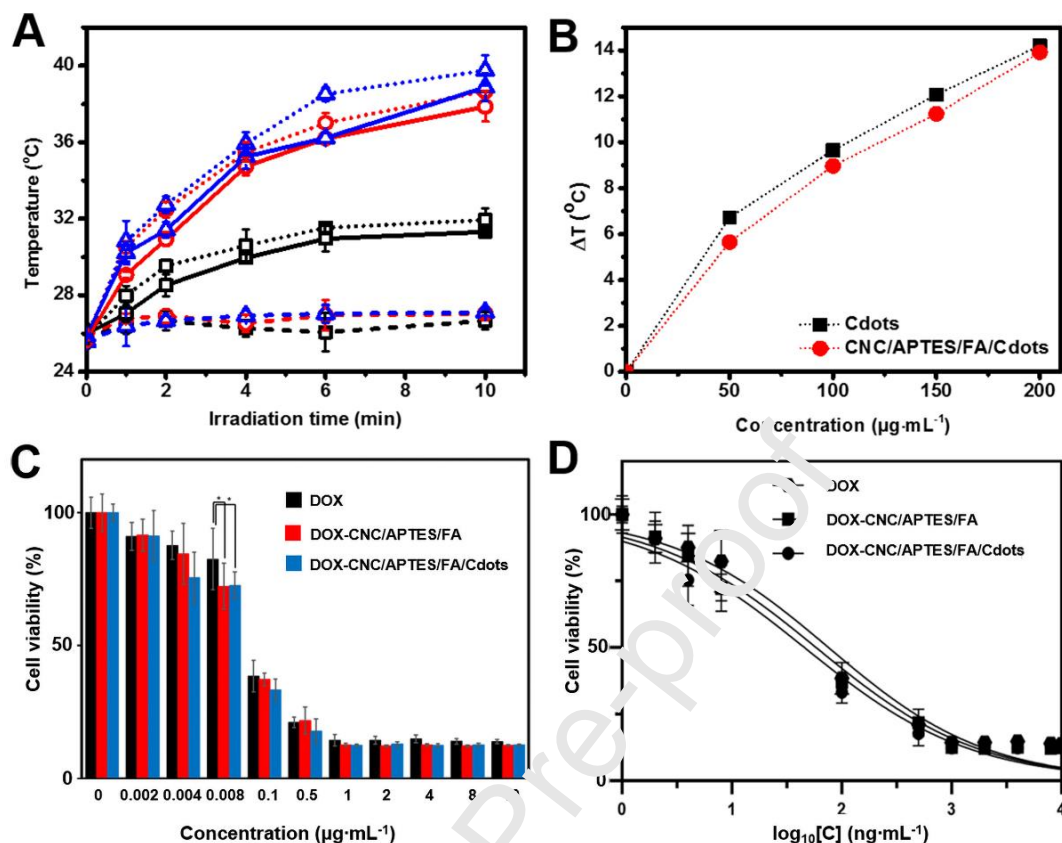 A
Temperature (°C)
40
36
32
28
24
0
2
4
6
8
10
Irradiation time (min)
B
ΔT (°C)
14
12
10
8
6
4
2
0
Cdots
CNC/APTES/FA/Cdots
50
100
150
200
Concentration (µg·mL⁻¹)
C
Cell viability (%)
100
50
0
* *
DOX
DOX-CNC/APTES/FA
DOX-CNC/APTES/FA/Cdots
0 0.002 0.004 0.008 0.1 0.5 1 2 4 8
Concentration (µg·mL⁻¹)
D
Cell viability (%)
100
50
0
DOX
DOX-CNC/APTES/FA
DOX-CNC/APTES/FA/Cdots
0 1 2 3 4
log₁₀[C] (ng·mL⁻¹)
Pre-proof